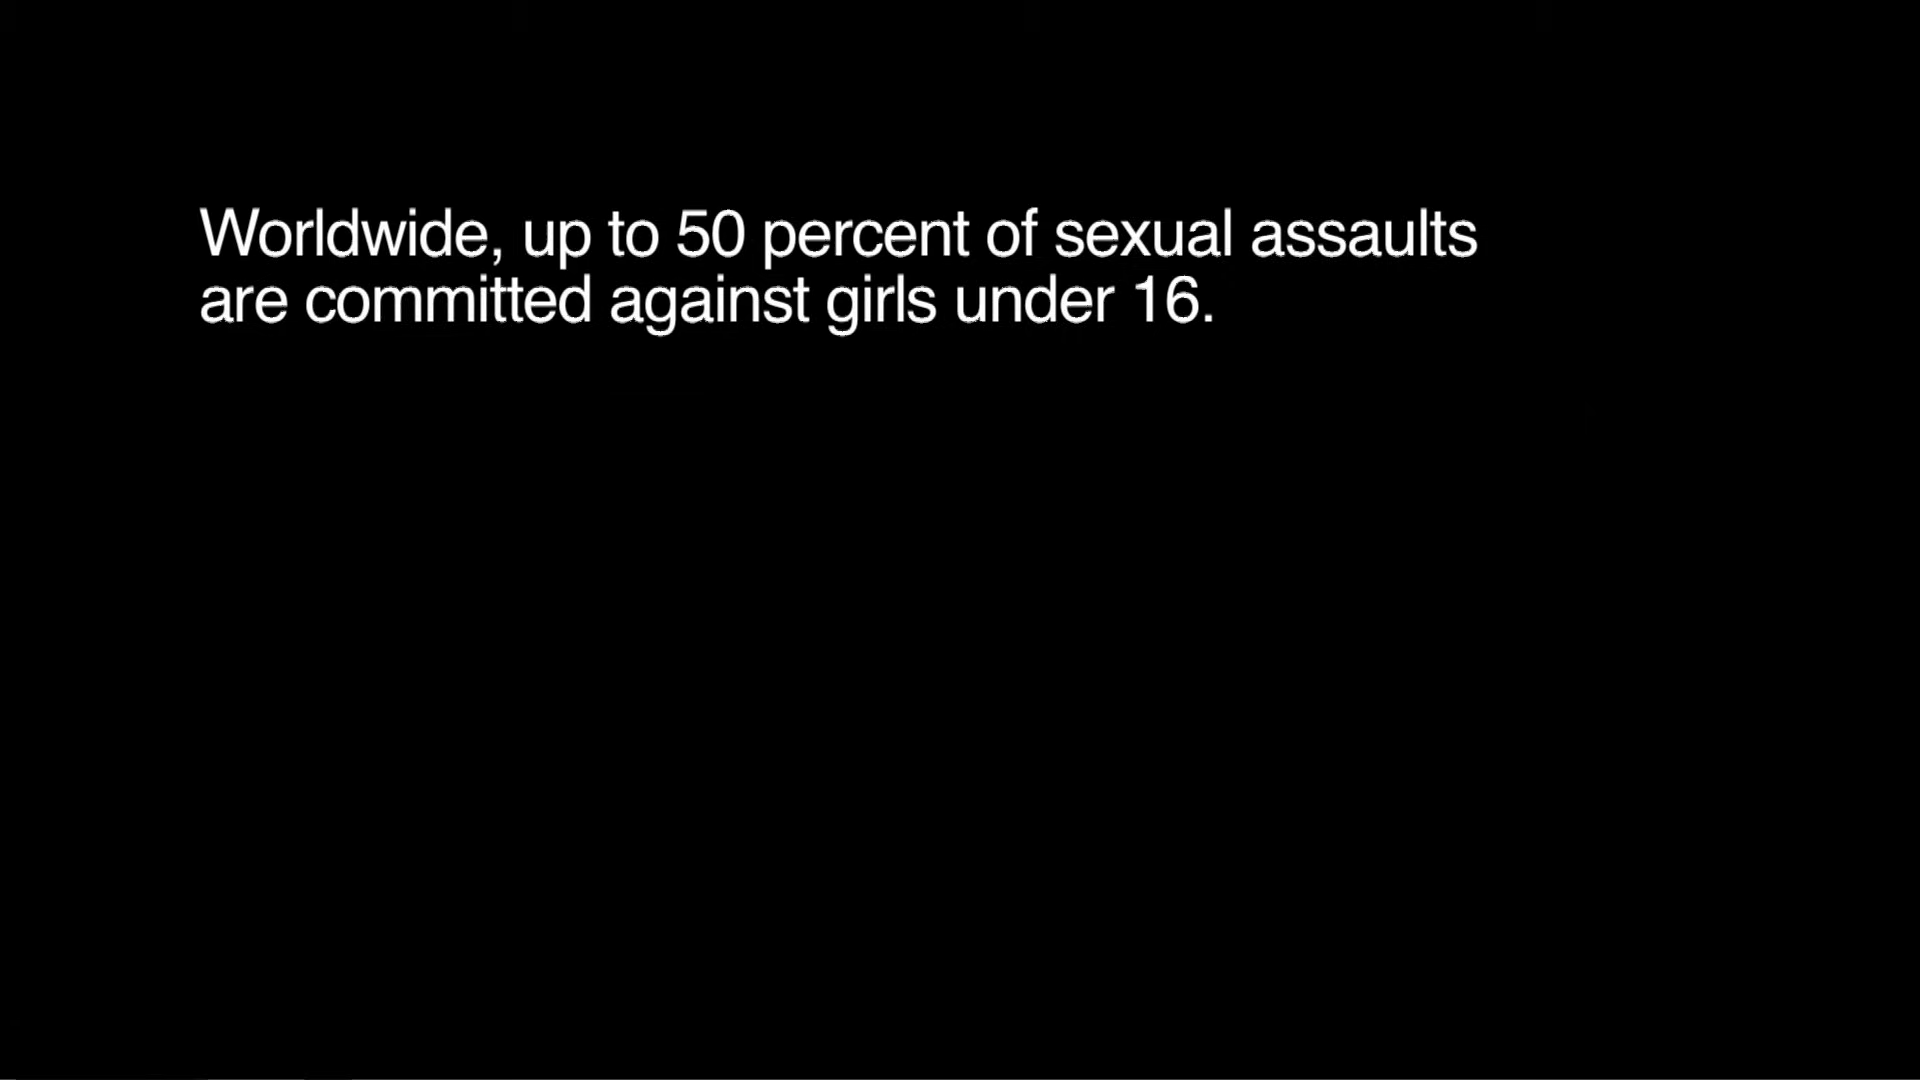 Worldwide, up to 50 percent of sexual assaults
are committed against girls under 16.